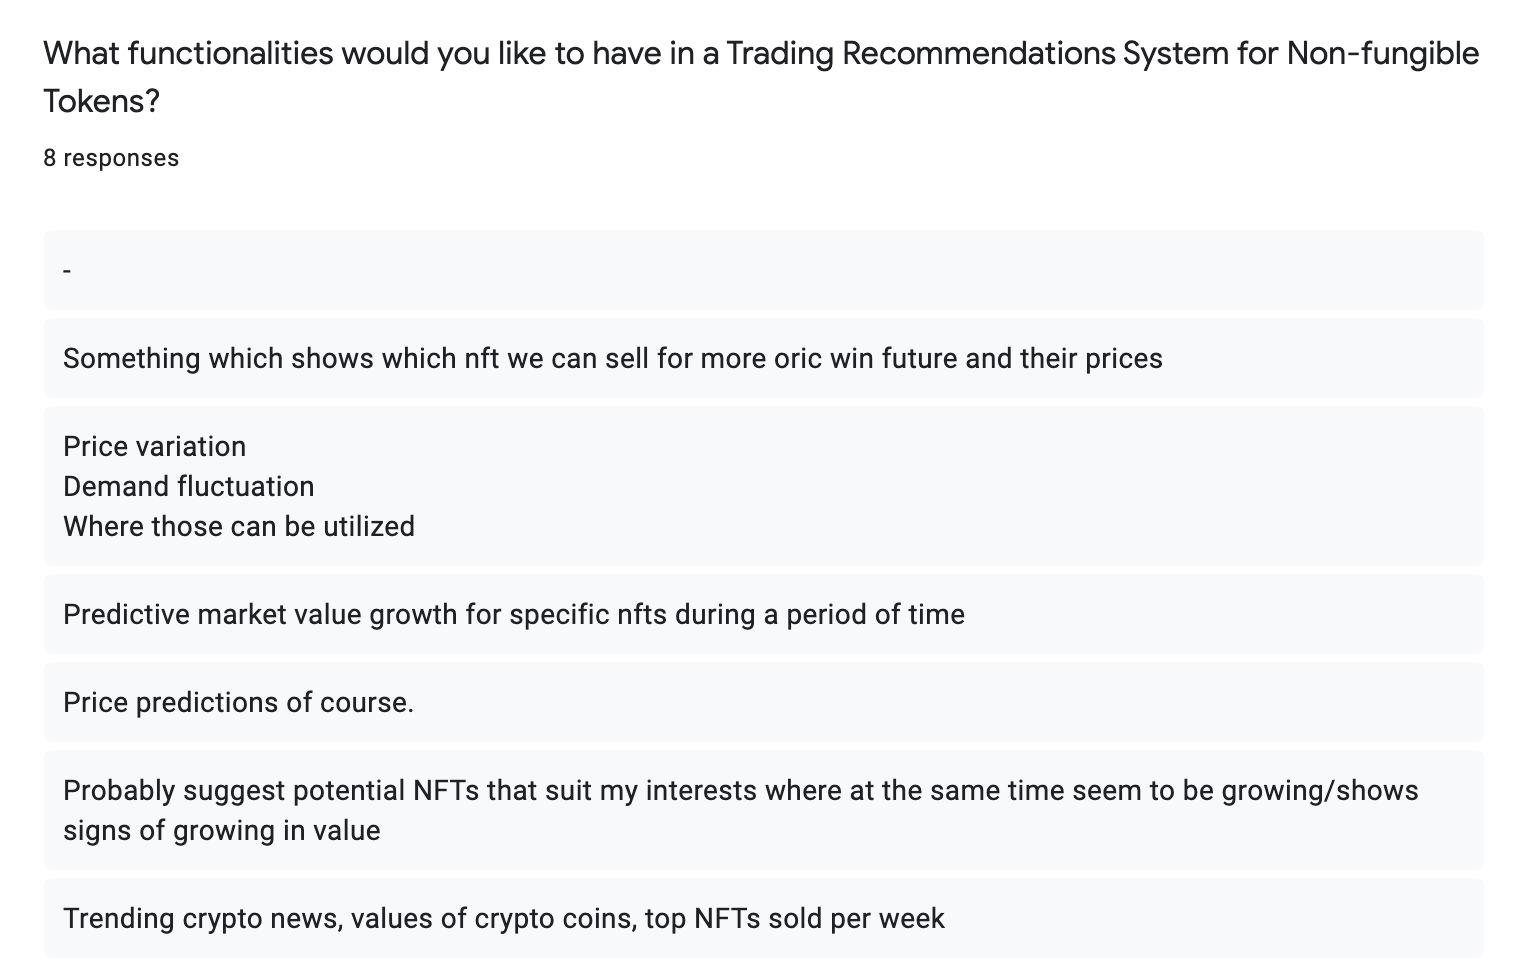 What functionalities would you like to have in a Trading Recommendations System for Non-fungible
Tokens?
8 responses
-
Something which shows which nft we can sell for more oric win future and their prices
Price variation
Demand fluctuation
Where those can be utilized
Predictive market value growth for specific nfts during a period of time
Price predictions of course.
Probably suggest potential NFTs that suit my interests where at the same time seem to be growing/shows
signs of growing in value
Trending crypto news, values of crypto coins, top NFTs sold per week